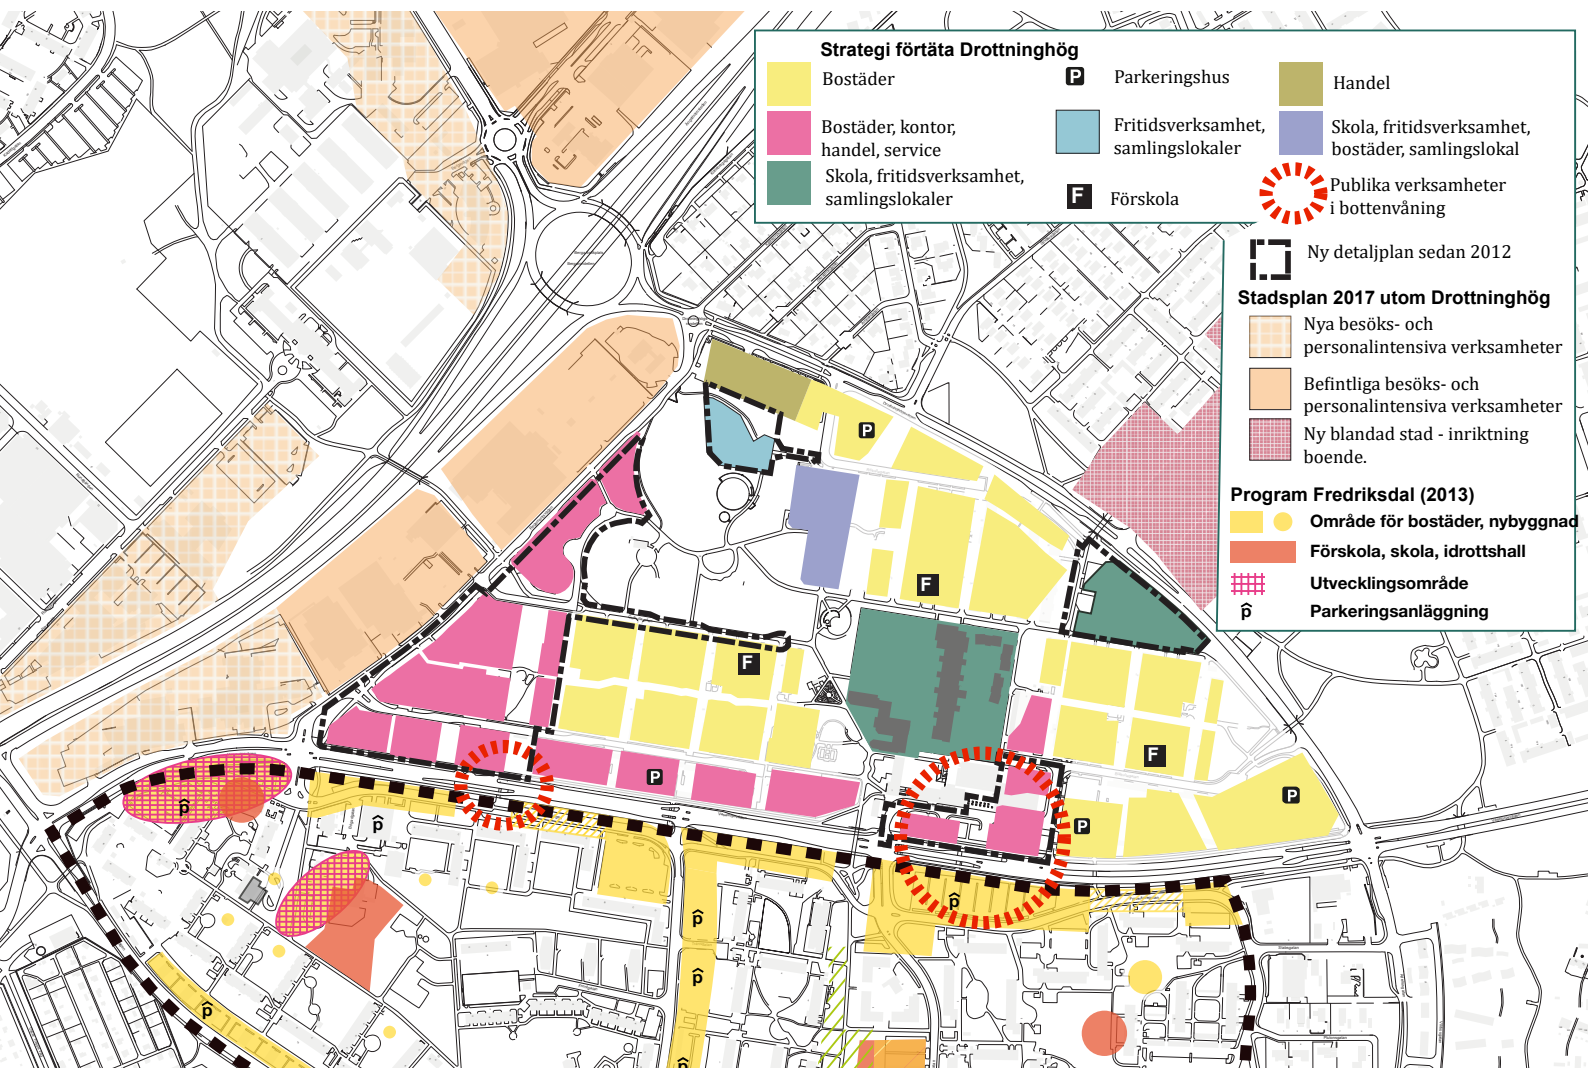 Strategi förtäta Drottninghög
Bostäder
Bostäder, kontor,
handel, service
Skola, fritidsverksamhet,
samlingslokaler
P
Parkeringshus
Fritidsverksamhet,
samlingslokaler
F
Förskola
Handel
Skola, fritidsverksamhet,
bostäder, samlingslokal
Publika verksamheter
i bottenvåning
Ny detaljplan sedan 2012
Stadsplan 2017 utom Drottninghög
Nya besöks- och
personalintensiva verksamheter
Befintliga besöks- och
personalintensiva verksamheter
Ny blandad stad - inriktning
boende.
Program Fredriksdal (2013)
Område för bostäder, nybyggnad
Förskola, skola, idrottshall
Utvecklingsområde
p̂
Parkeringsanläggning
P
F
F
F
P
P
P
p̂
p̂
p̂
p̂
p̂
p̂
p̂